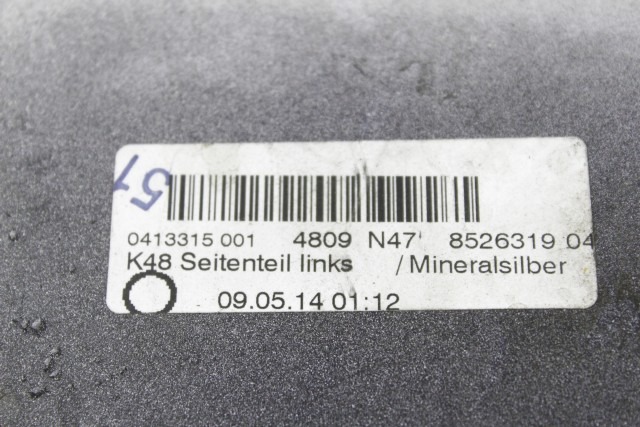 51
0413315 001 4809 N47 8526319 04
K48 Seitenteil links / Mineralsilber
09.05.14 01:12